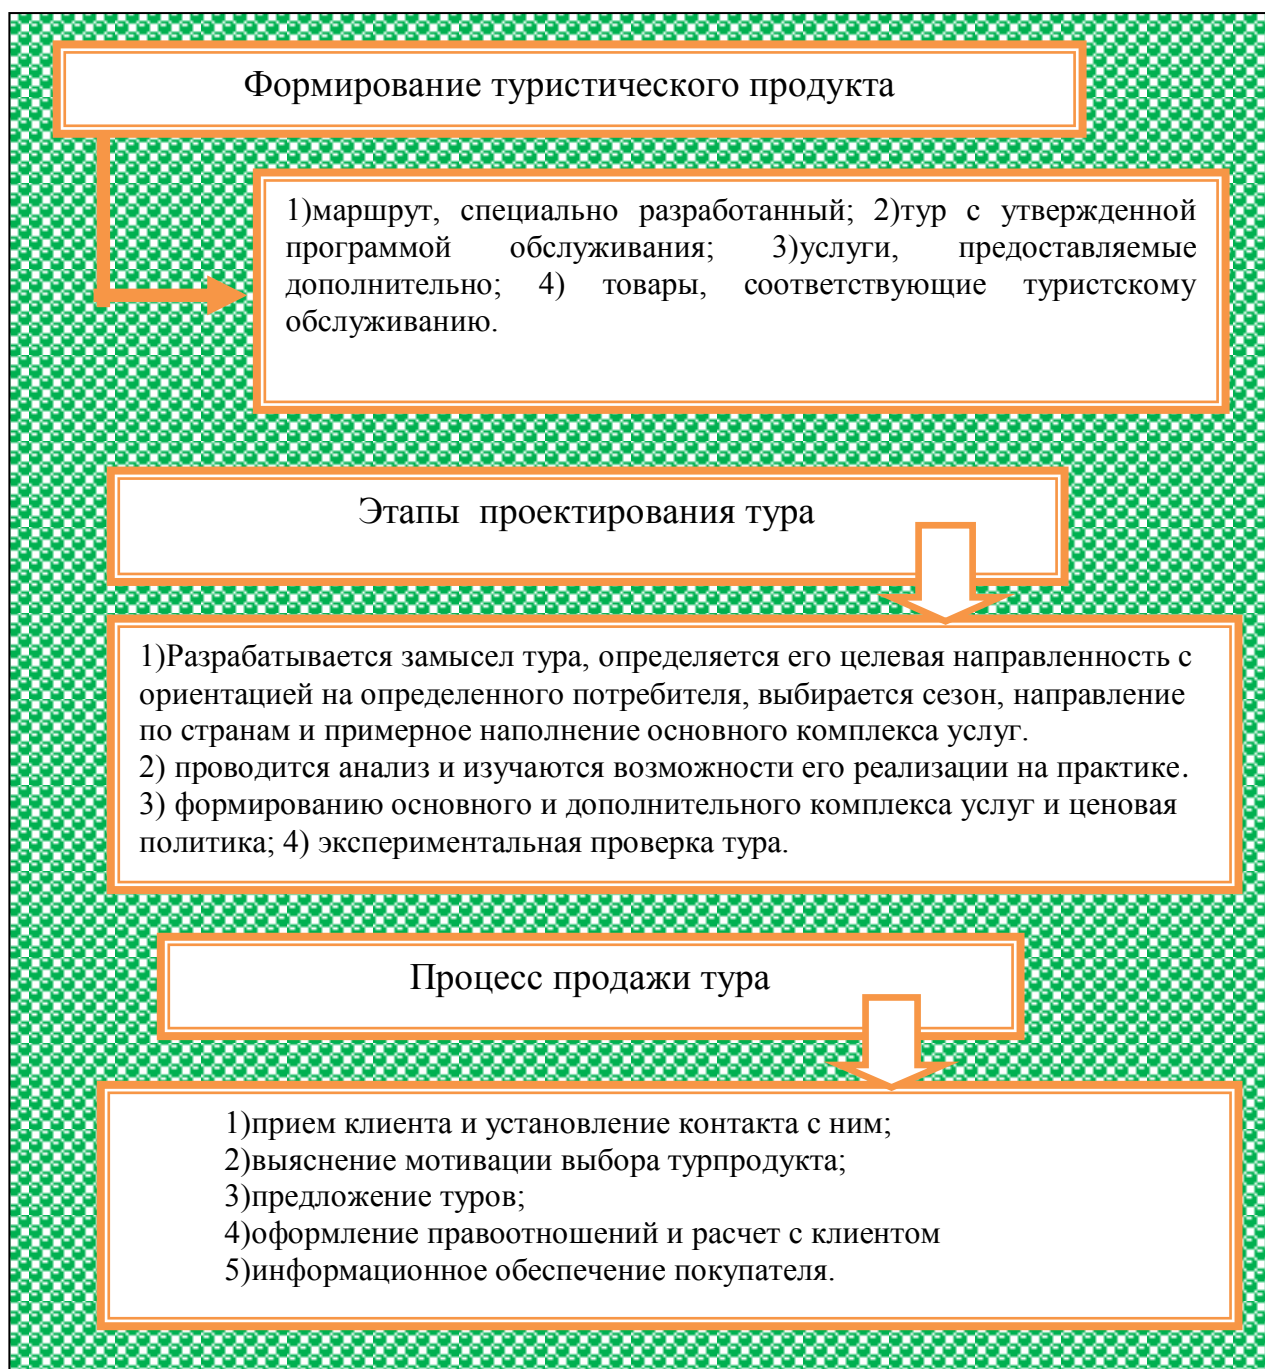 Формирование туристического продукта
1)маршрут, специально разработанный; 2)тур с утвержденной
программой обслуживания; 3)услуги, предоставляемые
дополнительно; 4) товары, соответствующие туристскому
обслуживанию.
Этапы проектирования тура
1)Разрабатывается замысел тура, определяется его целевая направленность с
ориентацией на определенного потребителя, выбирается сезон, направление
по странам и примерное наполнение основного комплекса услуг.
2) проводится анализ и изучаются возможности его реализации на практике.
3) формированию основного и дополнительного комплекса услуг и ценовая
политика; 4) экспериментальная проверка тура.
Процесс продажи тура
1)прием клиента и установление контакта с ним;
2)выяснение мотивации выбора турпродукта;
3)предложение туров;
4)оформление правоотношений и расчет с клиентом
5)информационное обеспечение покупателя.